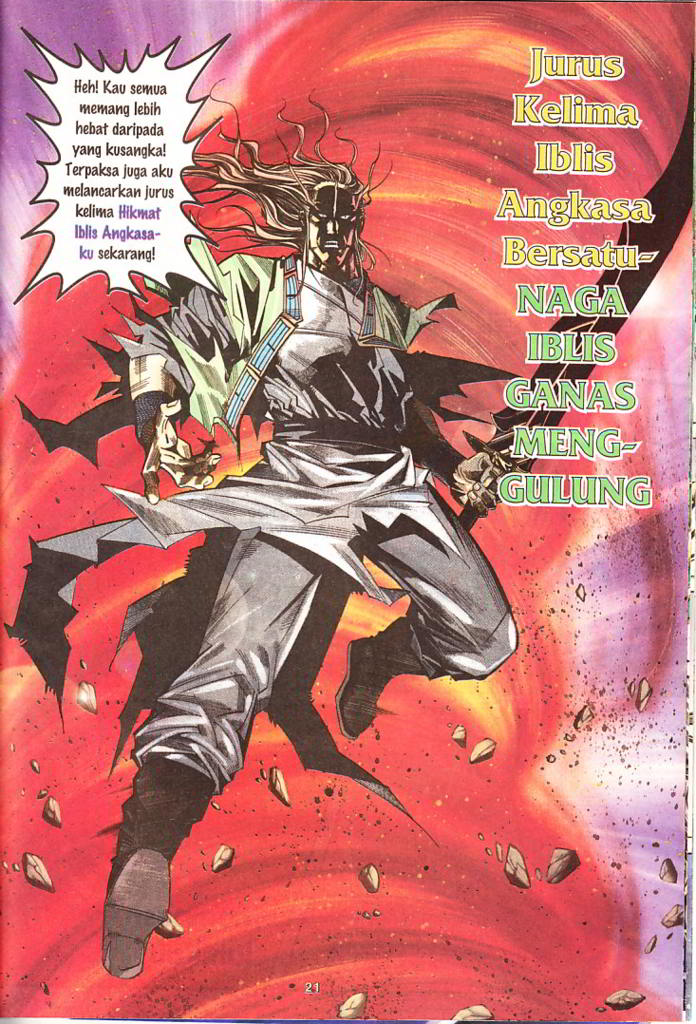 Heh! Kau semua
memang lebih
hebat daripada
yang kusangka!
Terpaksa juga aku
melancarkan jurus
kelima Hikmat
Iblis Angkasa-
ku sekarang!
Jurus
Kelima
Iblis
Angkasa
Bersatu-
NAGA
IBLIS
GANAS
MENG-
GULUNG
21